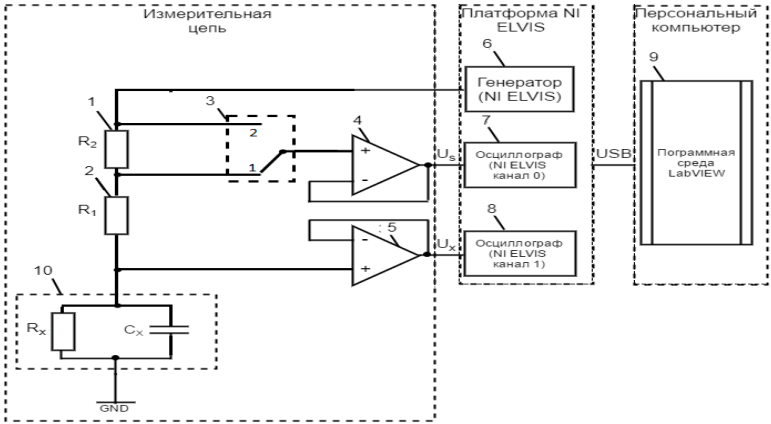 Измерительная
цепь
Платформа NI
ELVIS
Персональный
компьютер
6
Генератор
(NI ELVIS)
9
1
3
2
R2
4
7
1
+
-
Us
Осциллограф
(NI ELVIS
канал 0)
USB
Пограммная
среда
LabVIEW
2
R1
8
: 5
-
+
Ux
Осциллограф
(NI ELVIS
канал 1)
10
Rx
Cx
GND